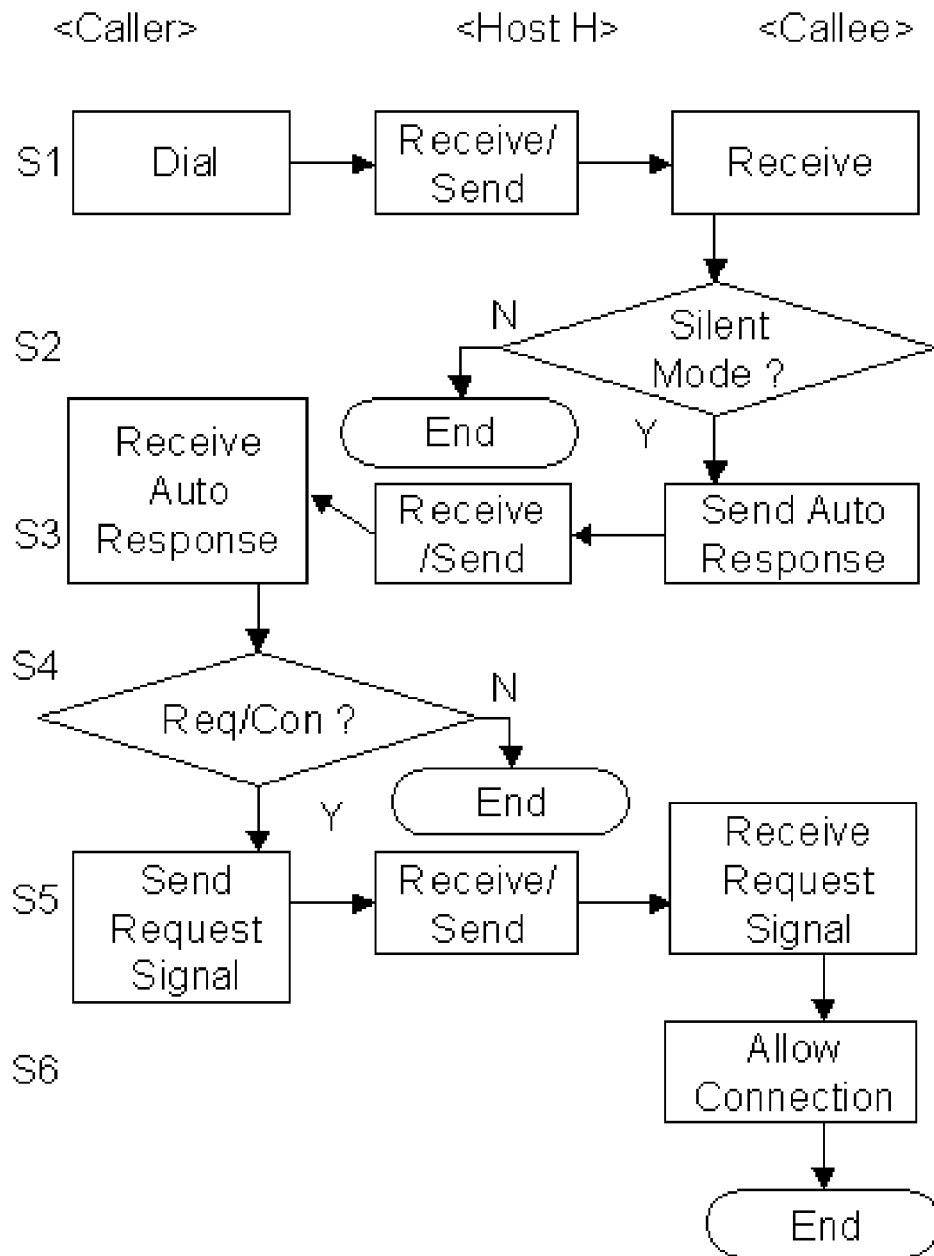 <Caller> <Host H> <Callee>
S1
Dial
Receive/
Send
Receive
S2
N
Silent
Mode ?
End
Y
S3
Receive
Auto
Response
Receive
/Send
Send Auto
Response
S4
Req/Con ?
N
End
Y
S5
Send
Request
Signal
Receive/
Send
Receive
Request
Signal
S6
Allow
Connection
End